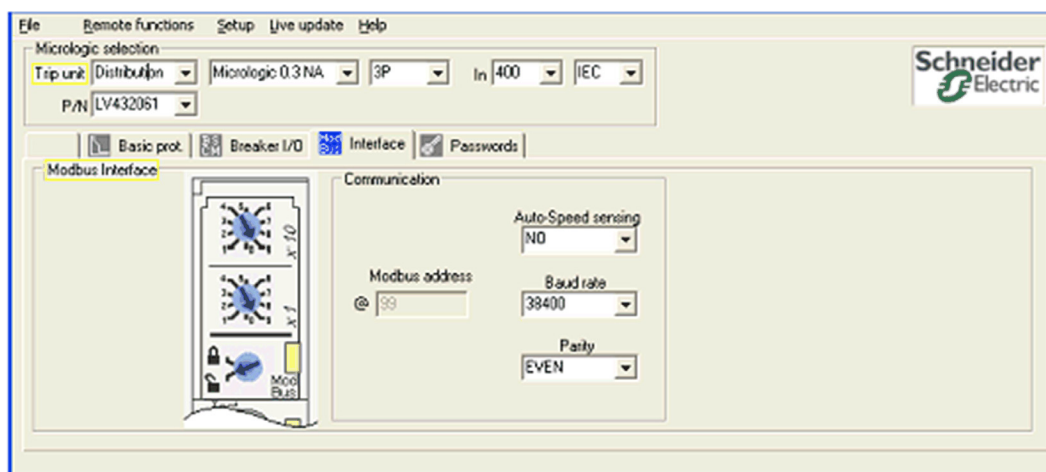 File Remote functions Setup Live update Help
Micrologic selection
Trip unit Distribution Micrologic 0.3 NA 3P In 400 IEC
P/N LV432061
Schneider
Electric
Basic prot. Breaker I/O Mod Bus Interface Passwords
Modbus Interface
Communication
x 10
x 1
Mod
Bus
Auto-Speed sensing
NO
Modbus address
@ 99
Baud rate
38400
Parity
EVEN